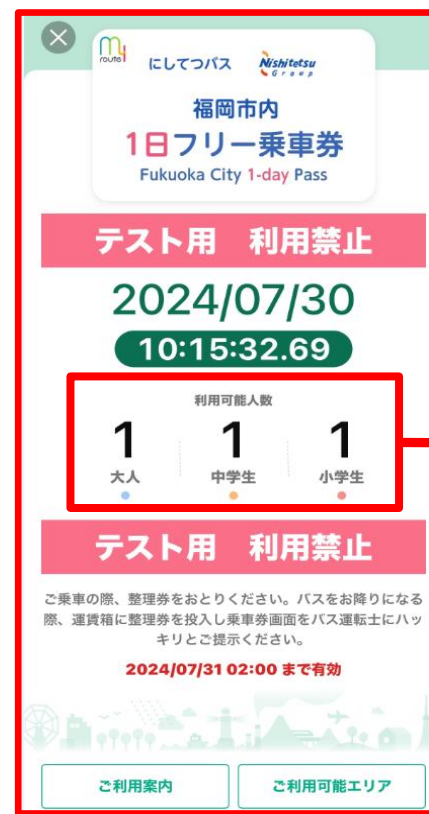 my route
にしてつバス
Nishitetsu Group
福岡市内
1日フリー乗車券
Fukuoka City 1-day Pass
テスト用 利用禁止
2024/07/30
10:15:32.69
利用可能人数
1 1 1
大人 中学生 小学生
テスト用 利用禁止
ご乗車の際、整理券をおとりください。バスをお降りになる
際、運賃箱に整理券を投入し乗車券画面をバス運転士にハッ
キリとご提示ください。
2024/07/31 02:00 まで有効
ご利用案内 ご利用可能エリア